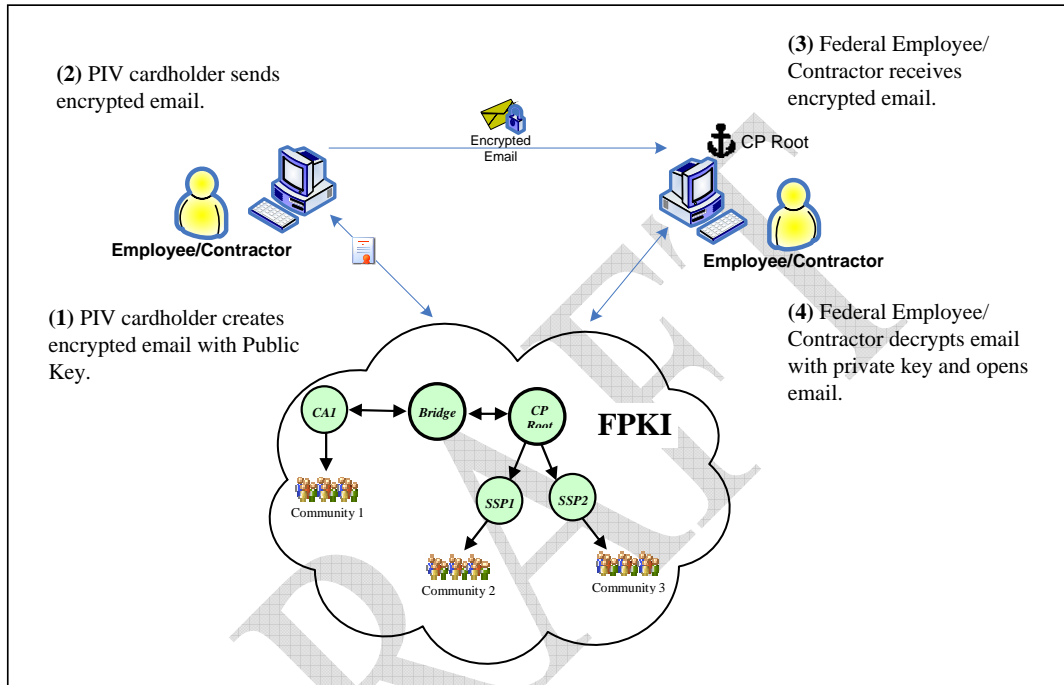 (2) PIV cardholder sends
encrypted email.
(3) Federal Employee/
Contractor receives
encrypted email.
Encrypted
Email
CP Root
Employee/Contractor
Employee/Contractor
(1) PIV cardholder creates
encrypted email with Public
Key.
(4) Federal Employee/
Contractor decrypts email
with private key and opens
email.
FPKI
CA1
Bridge
CP
Root
SSP1
SSP2
Community 1
Community 2
Community 3
DRAFT